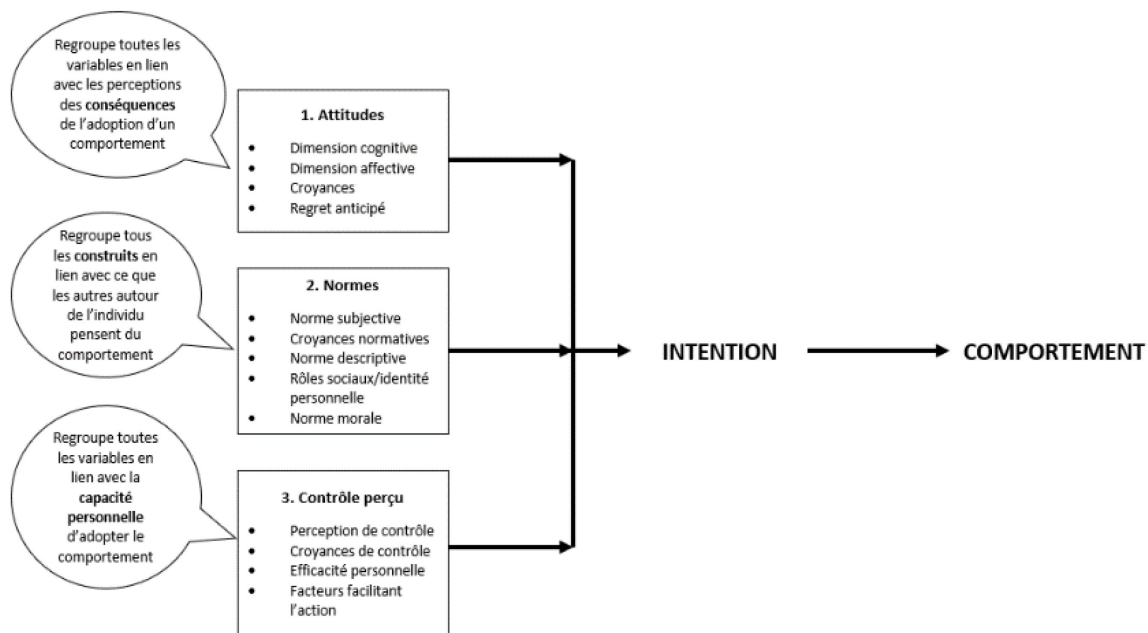 Regroupe toutes les
variables en lien
avec les perceptions
des conséquences
de l'adoption d'un
comportement
1. Attitudes
• Dimension cognitive
• Dimension affective
• Croyances
• Regret anticipé
Regroupe tous
les construits en
lien avec ce que
les autres autour
de l'individu
pensent du
comportement
2. Normes
• Norme subjective
• Croyances normatives
• Norme descriptive
• Rôles sociaux/identité
personnelle
• Norme morale
INTENTION
COMPORTEMENT
Regroupe toutes
les variables en
lien avec la
capacité
personnelle
d'adopter le
comportement
3. Contrôle perçu
• Perception de contrôle
• Croyances de contrôle
• Efficacité personnelle
• Facteurs facilitant
l'action